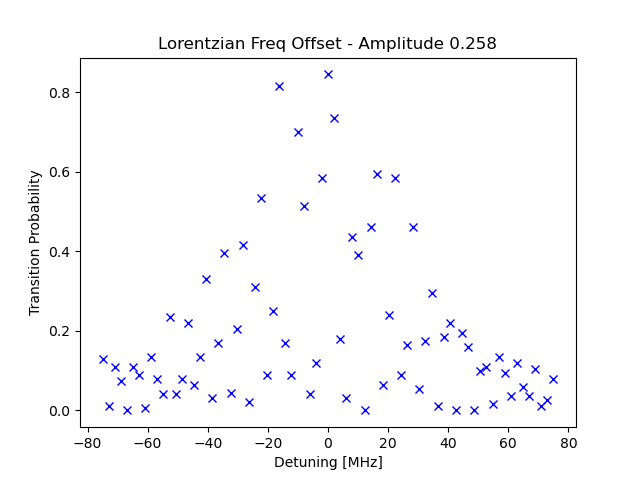 Lorentzian Freq Offset - Amplitude 0.258
Transition Probability
0.8
0.6
0.4
0.2
0.0
−80 −60 −40 −20 0 20 40 60 80
Detuning [MHz]